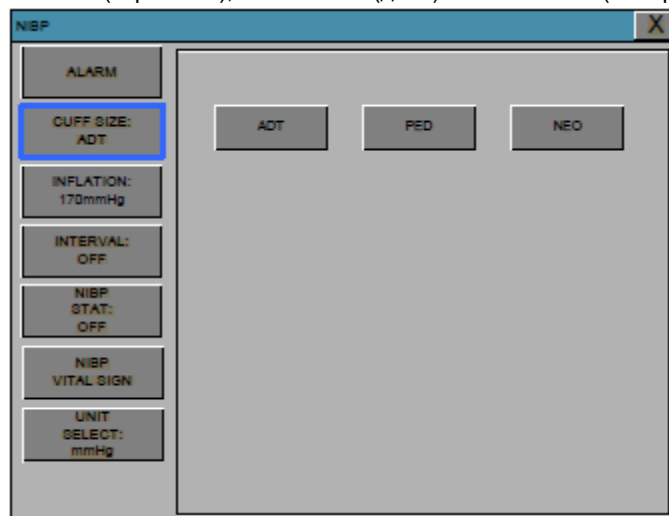 NIBP
X
ALARM
CUFF SIZE:
ADT
ADT
PED
NEO
INFLATION:
170mmHg
INTERVAL:
OFF
NIBP
STAT:
OFF
NIBP
VITAL SIGN
UNIT
SELECT:
mmHg